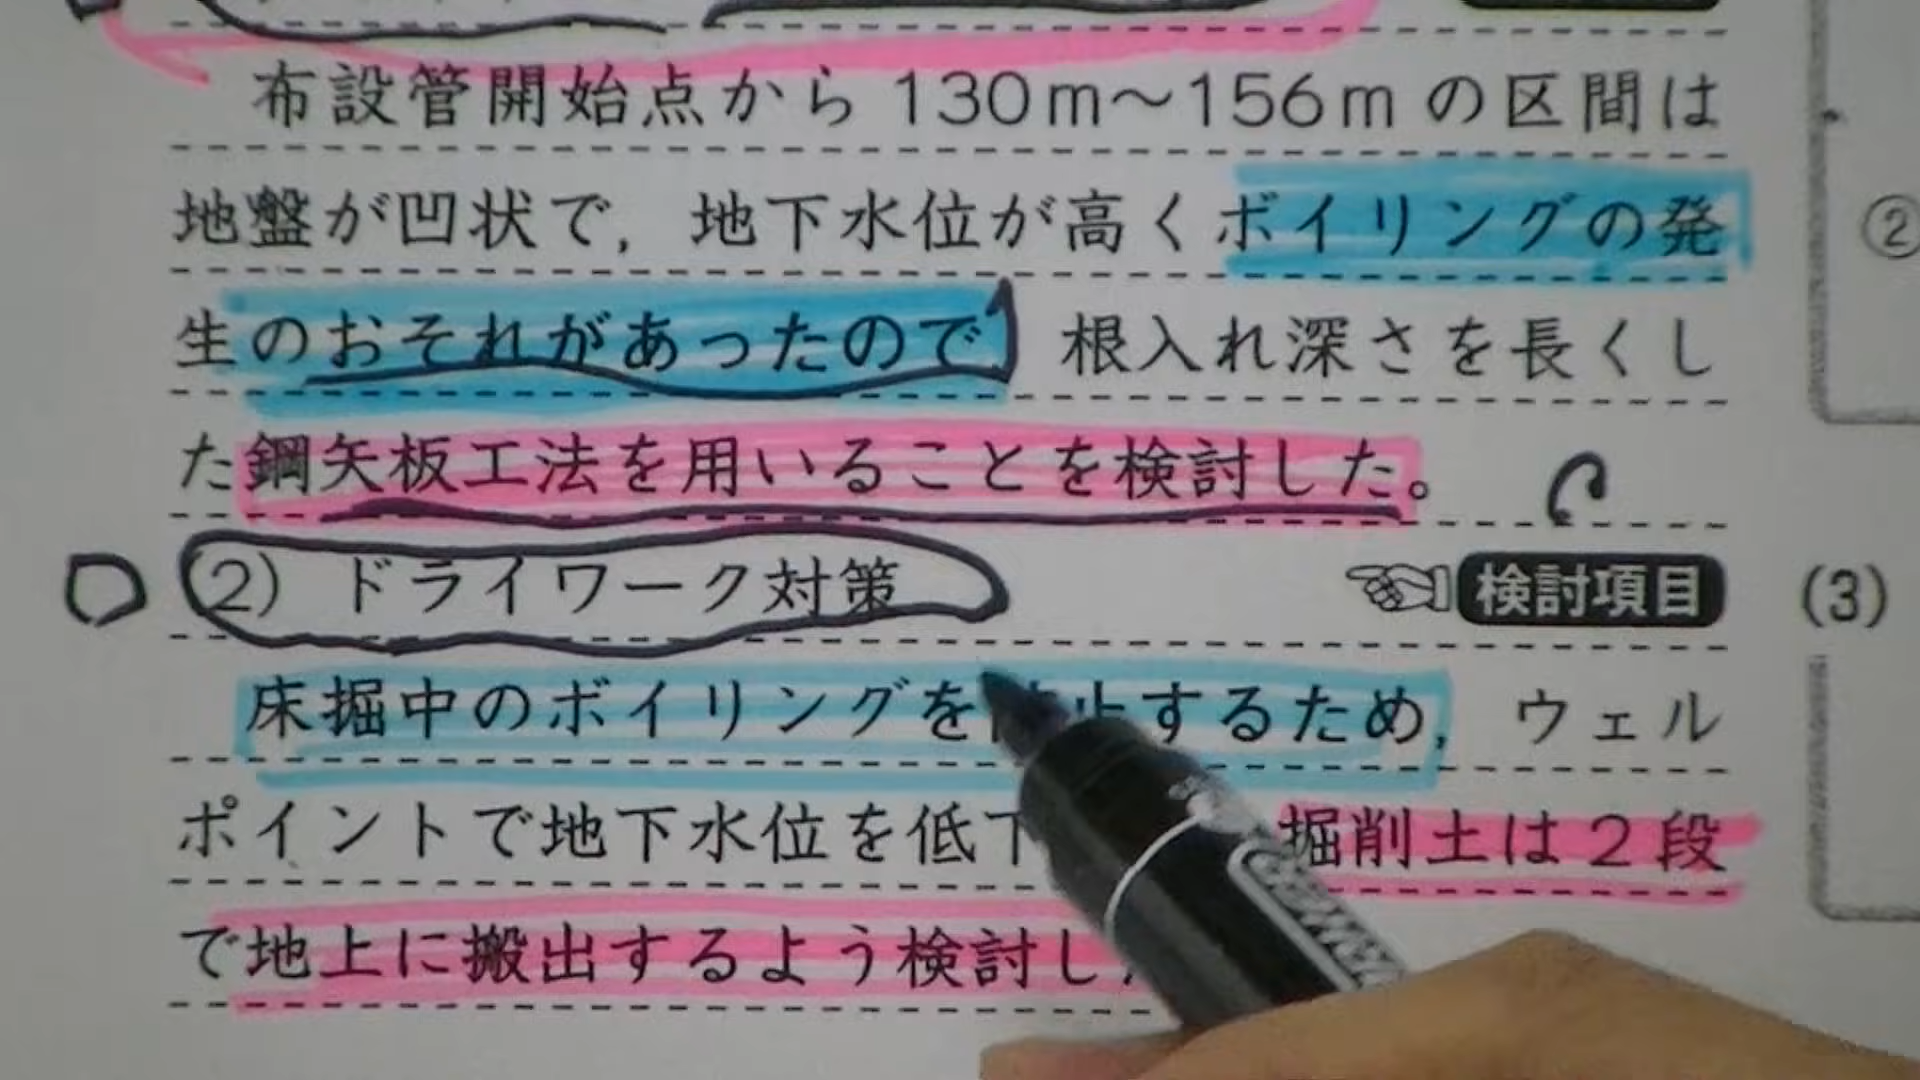 布設管開始点から 130m〜156m の区間は
地盤が凹状で，地下水位が高くボイリングの発
②
生のおそれがあったので 根入れ深さを長くし
た鋼矢板工法を用いることを検討した。
2） ドライワーク対策 検討項目 (3)
床掘中のボイリングを 止するため，ウェル
ポイントで地下水位を低下 掘削土は2段
で地上に搬出するよう検討し